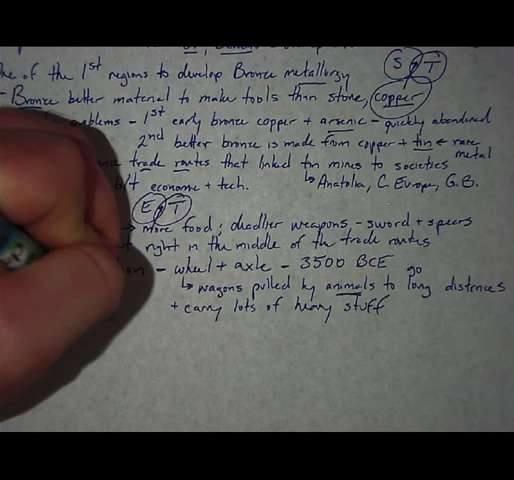 One of the 1st regions to develop Bronze metallurgy S T
- Bronze better material to make tools than stone, copper
oblems - 1st early bronze copper + arsenic - quickly abandoned
2nd better bronze is made from copper + tin ← rare metal
trade routes that linked tin mines to societies
b/t economic + tech. ↳ Anatolia, C. Europe, G.B.
E T
→ More food; deadlier weapons - sword + spears
right in the middle of the trade routes
ion - wheel + axle - 3500 BCE
↳ wagons pulled by animals to go long distences
+ carry lots of heavy stuff